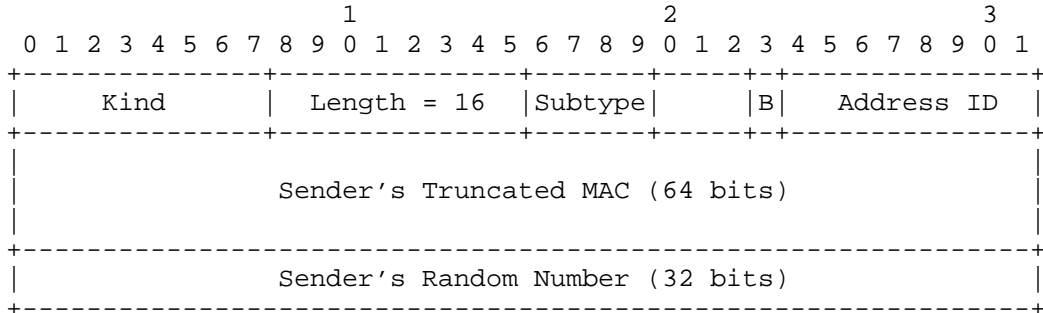 1                   2                   3
 0 1 2 3 4 5 6 7 8 9 0 1 2 3 4 5 6 7 8 9 0 1 2 3 4 5 6 7 8 9 0 1
+---------------+---------------+-------+-----+-+---------------+
|     Kind      |  Length = 16  |Subtype|     |B|   Address ID  |
+---------------+---------------+-------+-----+-+---------------+
|                                                               |
|                Sender's Truncated MAC (64 bits)               |
|                                                               |
+---------------------------------------------------------------+
|                Sender's Random Number (32 bits)               |
+---------------------------------------------------------------+